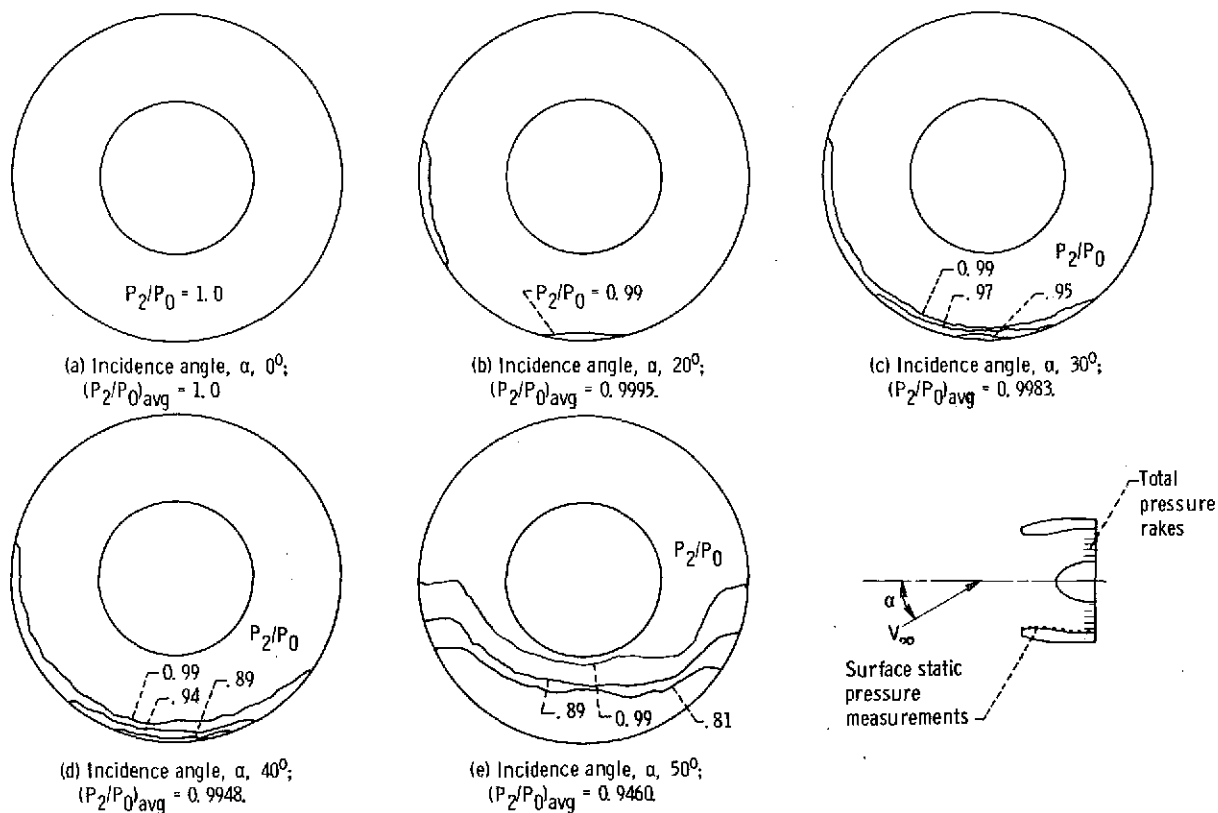 P2/P0 = 1.0
(a) Incidence angle, α, 0°;
(P2/P0)avg = 1.0
P2/P0 = 0.99
(b) Incidence angle, α, 20°;
(P2/P0)avg = 0.9995.
P2/P0
0.99
.97
.95
(c) Incidence angle, α, 30°;
(P2/P0)avg = 0.9983.
P2/P0
0.99
.94
.89
(d) Incidence angle, α, 40°;
(P2/P0)avg = 0.9948.
P2/P0
.89
0.99
.81
(e) Incidence angle, α, 50°;
(P2/P0)avg = 0.9460.
Total
pressure
rakes
α
V∞
Surface static
pressure
measurements